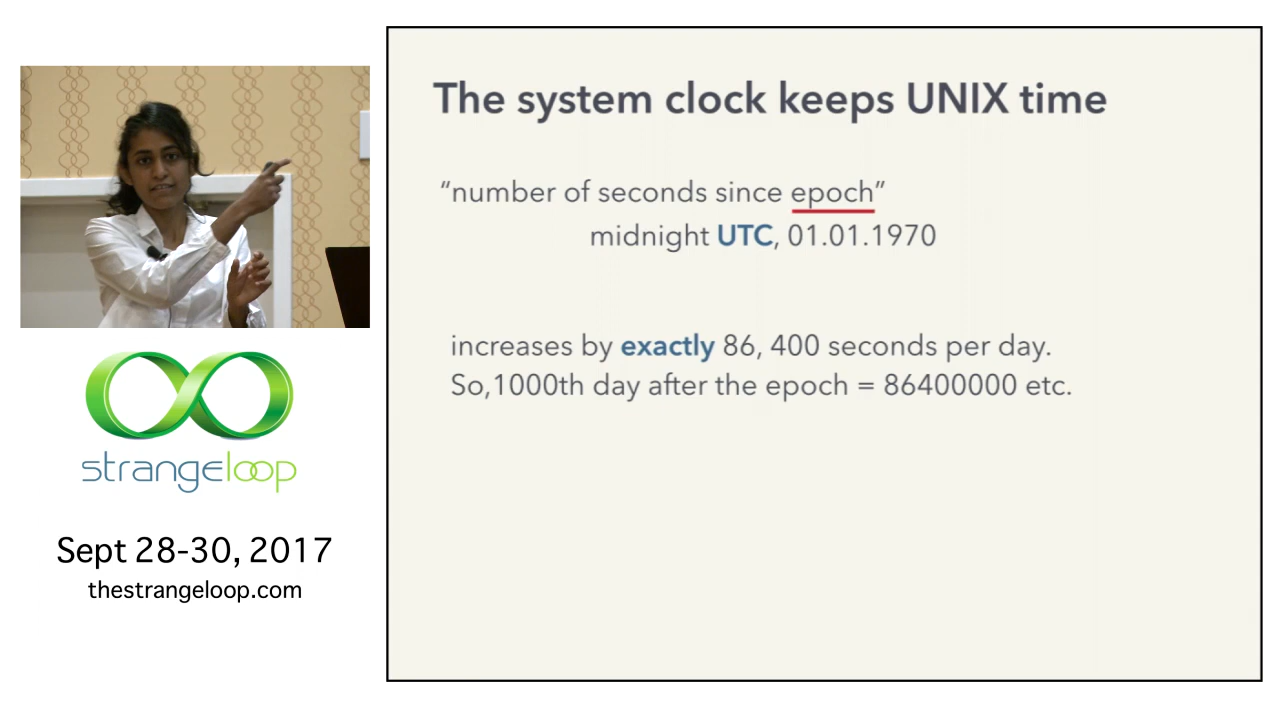 The system clock keeps UNIX time
“number of seconds since epoch”
midnight UTC, 01.01.1970
increases by exactly 86, 400 seconds per day.
So,1000th day after the epoch = 86400000 etc.
strangeloop
Sept 28-30, 2017
thestrangeloop.com